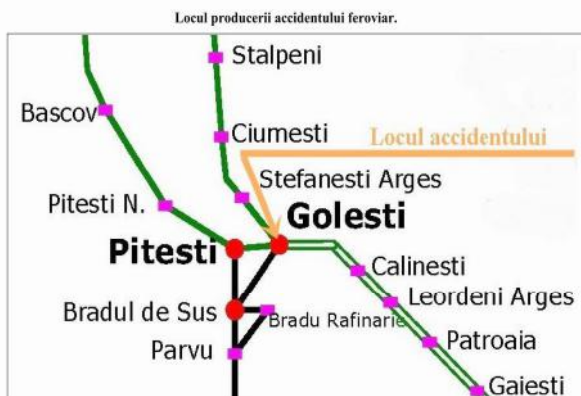 Locul producerii accidentului feroviar.
Stalpeni
Bascov
Ciumesti
Locul accidentului
Stefanesti Arges
Pitesti N.
Golesti
Pitesti
Calinesti
Leordeni Arges
Bradul de Sus
Bradu Rafinarie
Patroaia
Parvu
Gaiesti